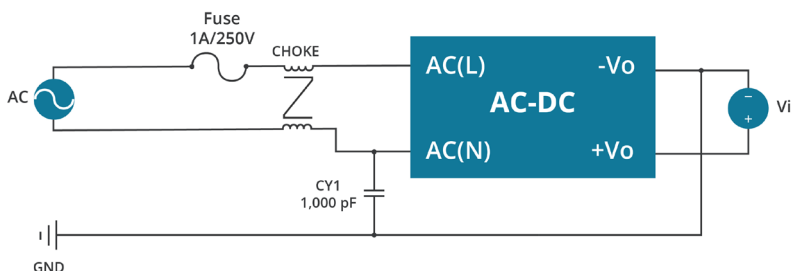 Fuse
1A/250V
CHOKE
AC
AC(L)
-Vo
AC-DC
Vi
AC(N)
+Vo
CY1
1,000 pF
GND